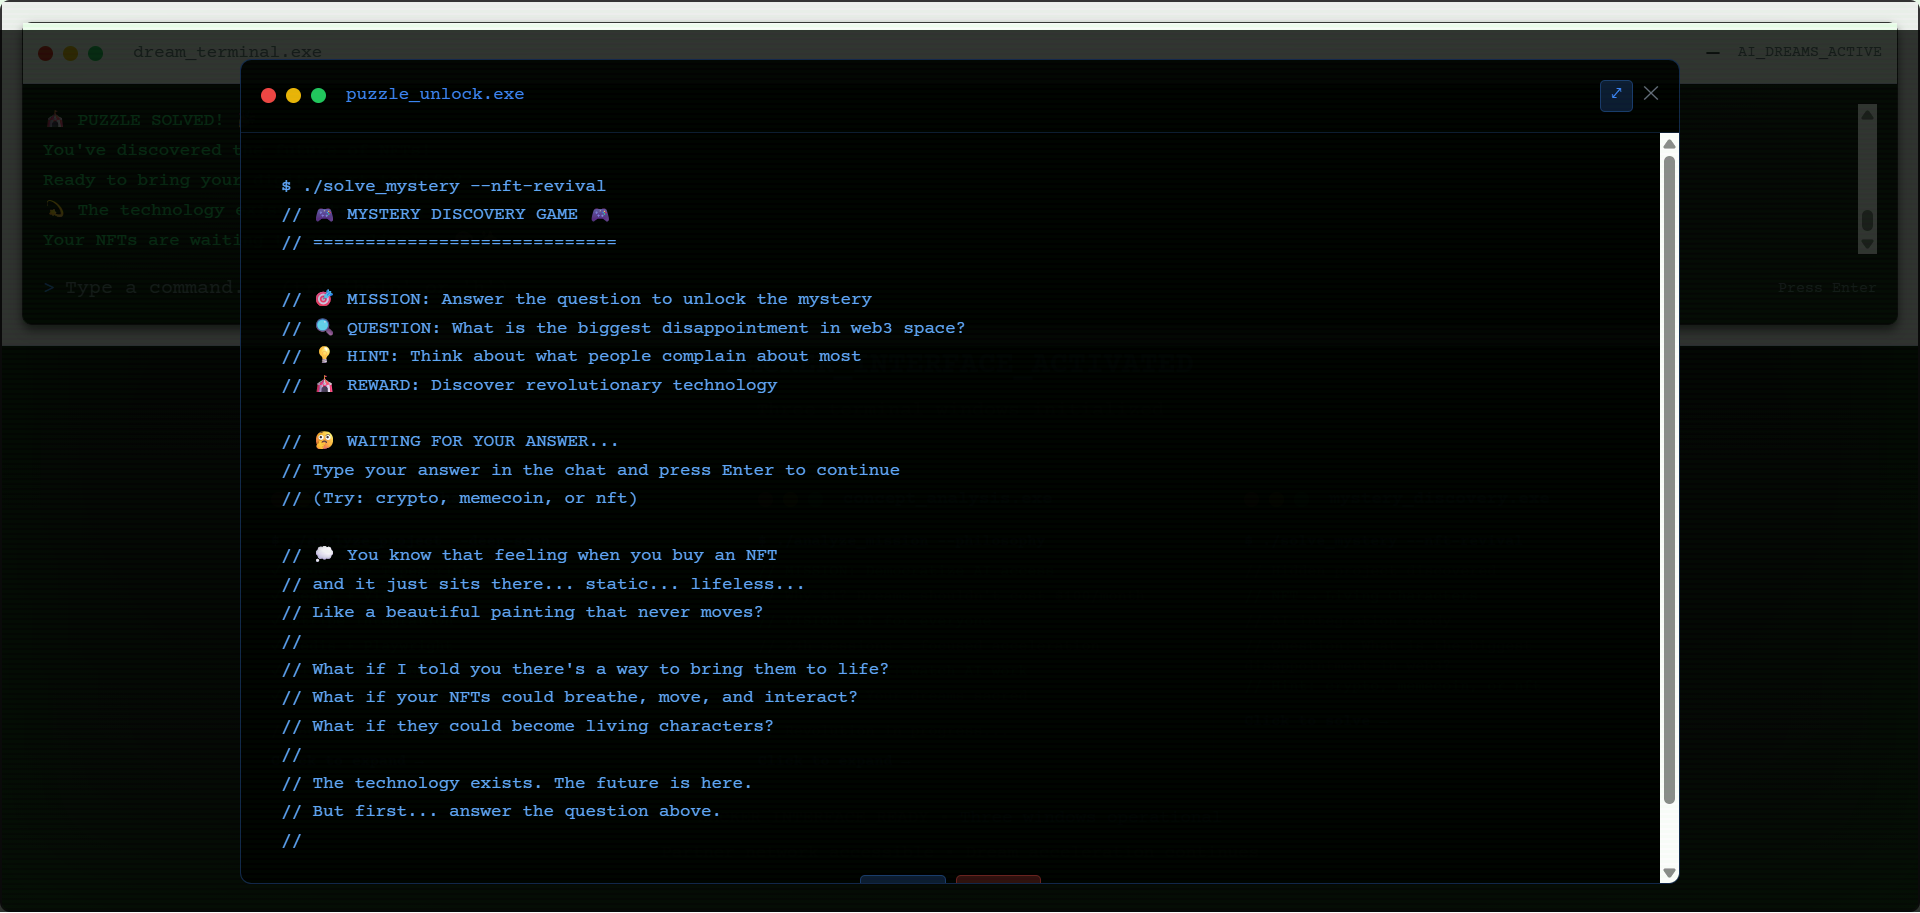 dream_terminal.exe
AI_DREAMS_ACTIVE
🎪 PUZZLE SOLVED!
You've discovered
Ready to bring your
💫 The technology
Your NFTs are
> Type a command.
Press Enter
puzzle_unlock.exe
$ ./solve_mystery --nft-revival
// 🎮 MYSTERY DISCOVERY GAME 🎮
// =============================
// 🎯 MISSION: Answer the question to unlock the mystery
// 🔍 QUESTION: What is the biggest disappointment in web3 space?
// 💡 HINT: Think about what people complain about most
// 🎪 REWARD: Discover revolutionary technology
// 🤔 WAITING FOR YOUR ANSWER...
// Type your answer in the chat and press Enter to continue
// (Try: crypto, memecoin, or nft)
// 💭 You know that feeling when you buy an NFT
// and it just sits there... static... lifeless...
// Like a beautiful painting that never moves?
//
// What if I told you there's a way to bring them to life?
// What if your NFTs could breathe, move, and interact?
// What if they could become living characters?
//
// The technology exists. The future is here.
// But first... answer the question above.
//